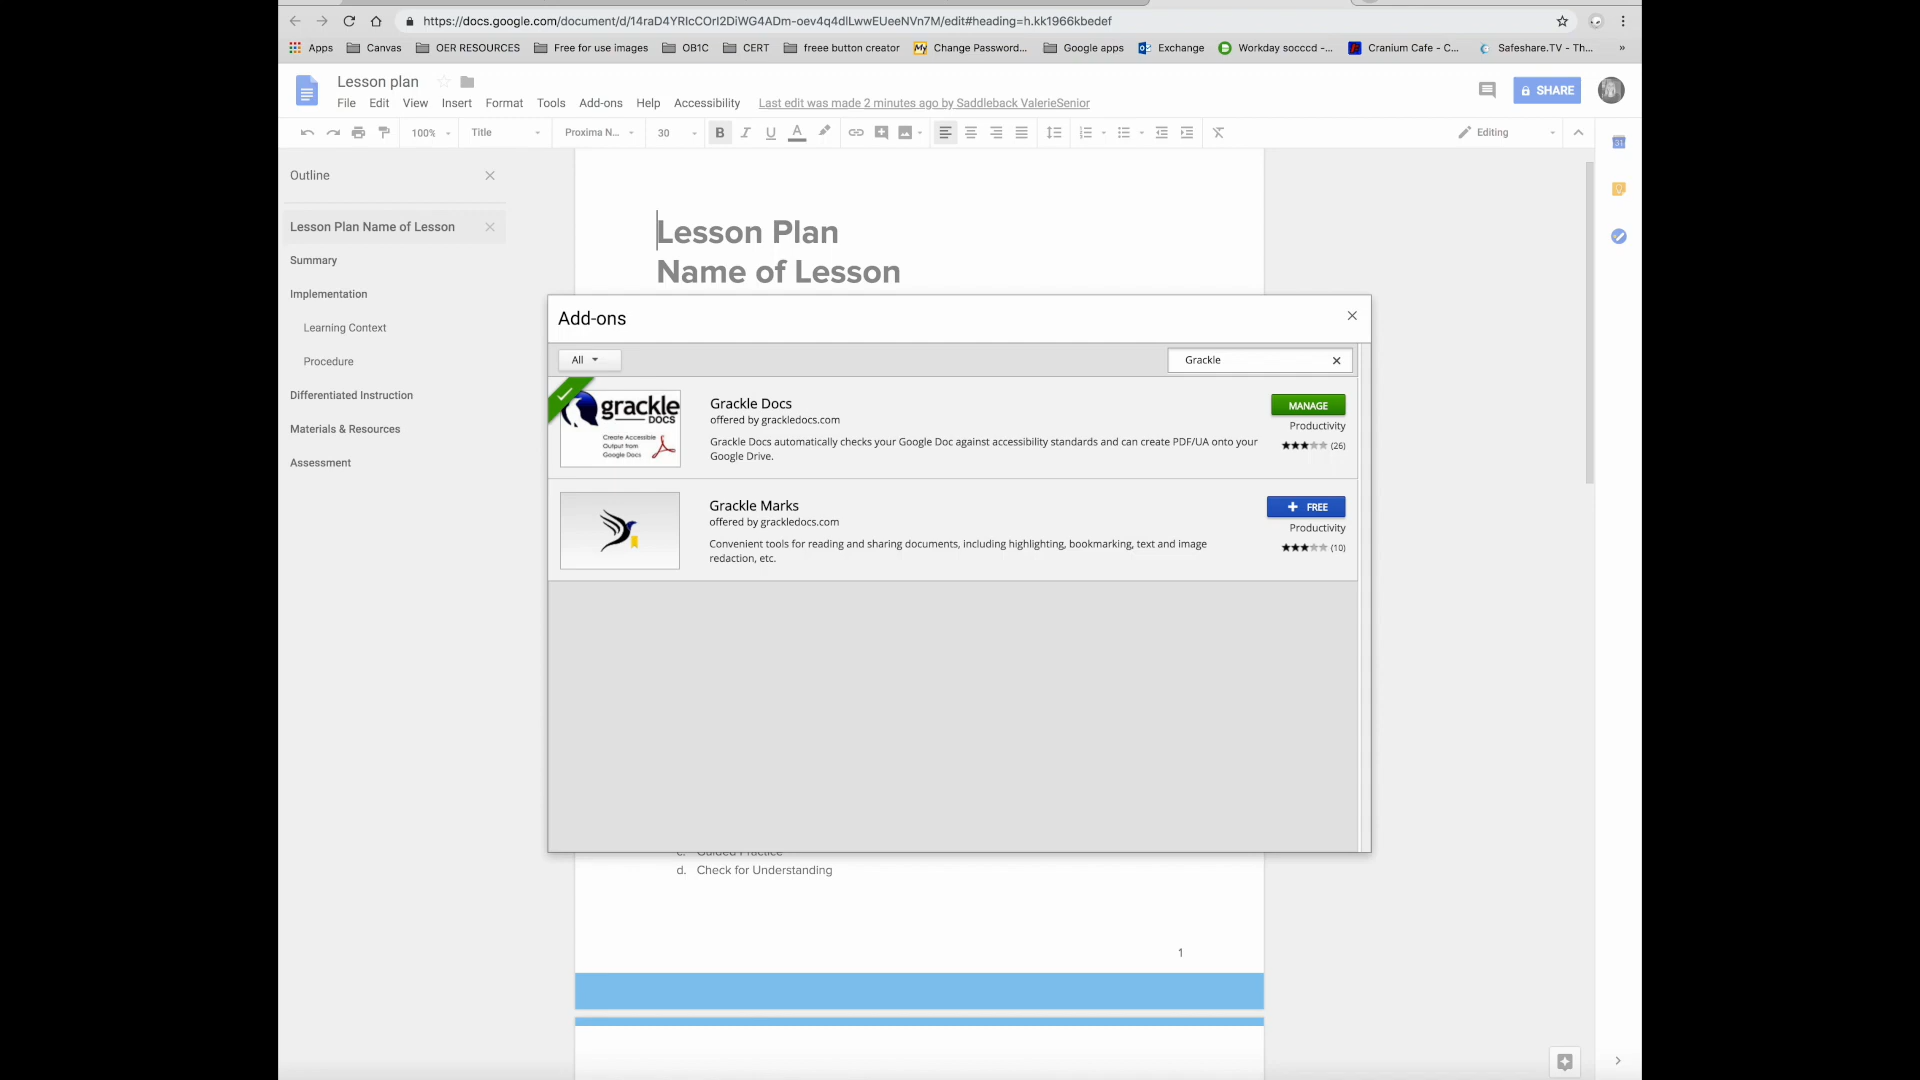 https://docs.google.com/document/d/14raD4YRIcCOrI2DiWG4ADm-oev4q4dlLwwEUeeNVn7M/edit#heading=h.kk1966kbedef
Apps Canvas OER RESOURCES Free for use images OB1C CERT freee button creator My Change Password... Google apps Exchange Workday socccd -... Cranium Cafe - C... Safeshare.TV - Th... »
Lesson plan
File Edit View Insert Format Tools Add-ons Help Accessibility Last edit was made 2 minutes ago by Saddleback ValerieSenior
SHARE
100% Title Proxima N... 30 B I U A Editing
31
Outline
Lesson Plan Name of Lesson
Summary
Implementation
Learning Context
Procedure
Differentiated Instruction
Materials & Resources
Assessment
Lesson Plan
Name of Lesson
Add-ons
All
Grackle
grackle
DOCS
Create Accessible
Output from
Google Docs
Grackle Docs
offered by grackledocs.com
Grackle Docs automatically checks your Google Doc against accessibility standards and can create PDF/UA onto your
Google Drive.
MANAGE
Productivity
(26)
Grackle Marks
offered by grackledocs.com
Convenient tools for reading and sharing documents, including highlighting, bookmarking, text and image
redaction, etc.
FREE
Productivity
(10)
c. Guided Practice
d. Check for Understanding
1